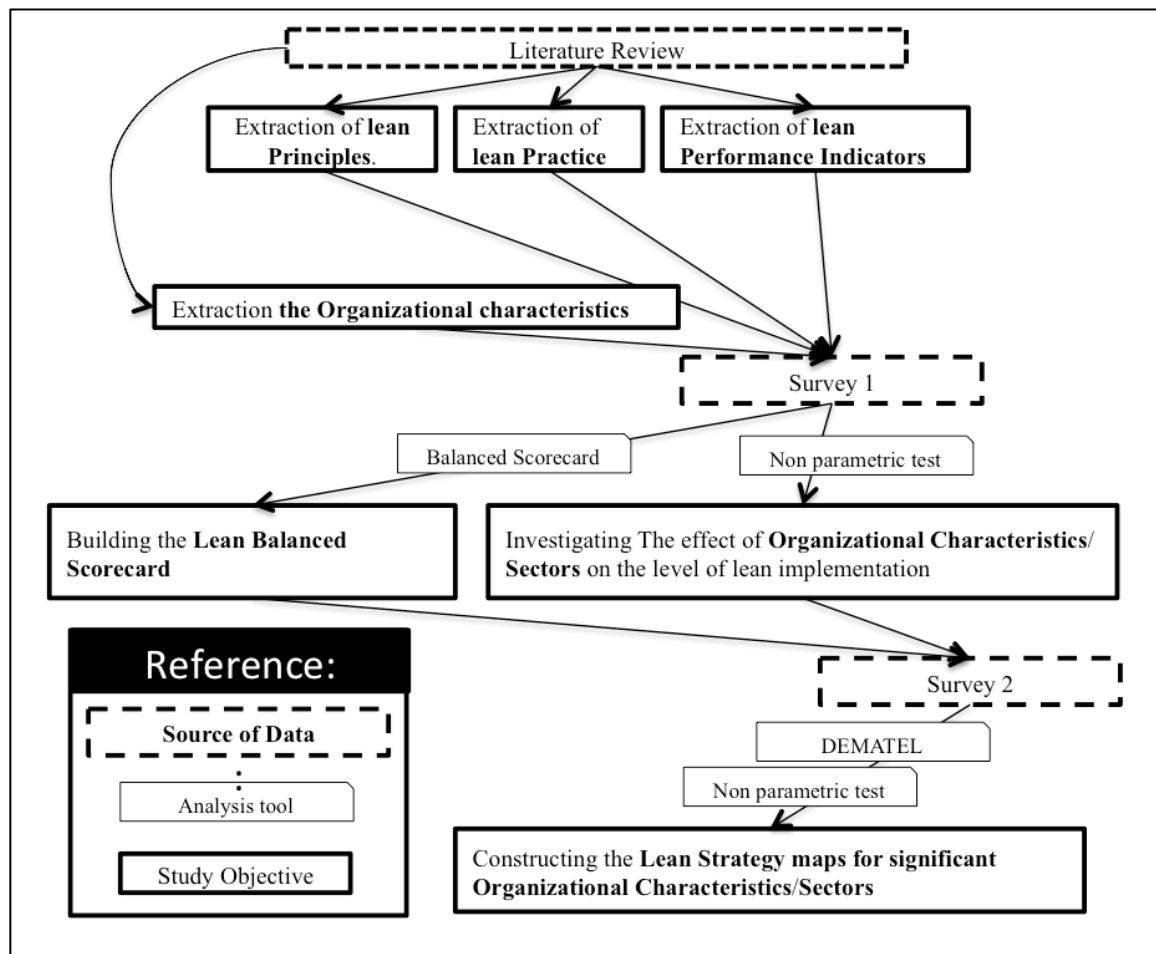 Literature Review
Extraction of lean
Principles.
Extraction of
lean Practice
Extraction of lean
Performance Indicators
Extraction the Organizational characteristics
Survey 1
Balanced Scorecard
Non parametric test
Building the Lean Balanced
Scorecard
Investigating The effect of Organizational Characteristics/
Sectors on the level of lean implementation
Survey 2
DEMATEL
Non parametric test
Constructing the Lean Strategy maps for significant
Organizational Characteristics/Sectors
Reference:
Source of Data
:
Analysis tool
Study Objective